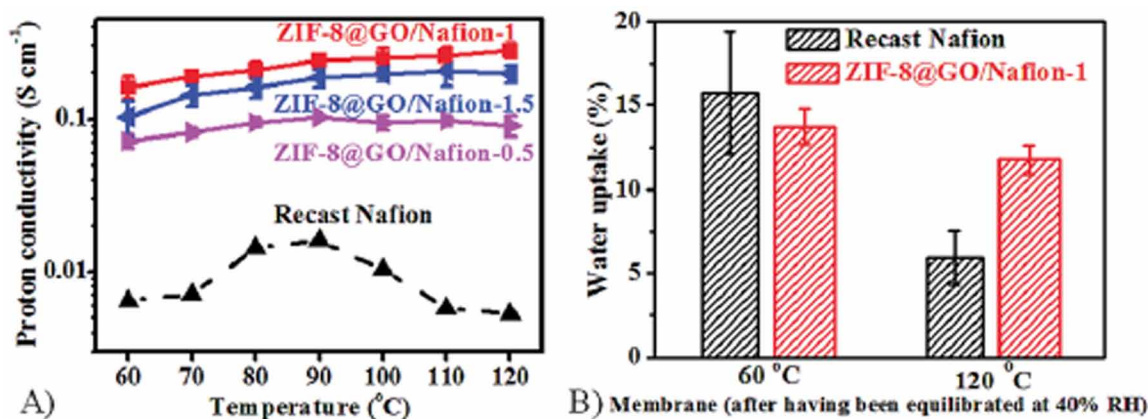 Proton conductivity (S cm⁻¹)
0.1
0.01
ZIF-8@GO/Nafion-1
ZIF-8@GO/Nafion-1.5
ZIF-8@GO/Nafion-0.5
Recast Nafion
60 70 80 90 100 110 120
Temperature (°C)
A)
Water uptake (%)
20
15
10
5
0
Recast Nafion
ZIF-8@GO/Nafion-1
60 °C 120 °C
B) Membrane (after having been equilibrated at 40% RH)